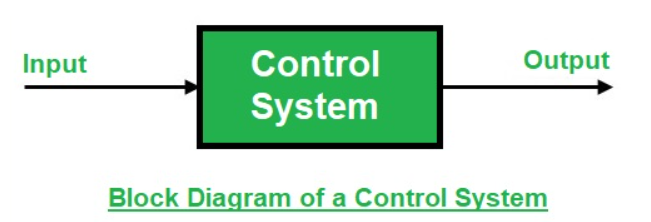 Input
Control
System
Output
Block Diagram of a Control System